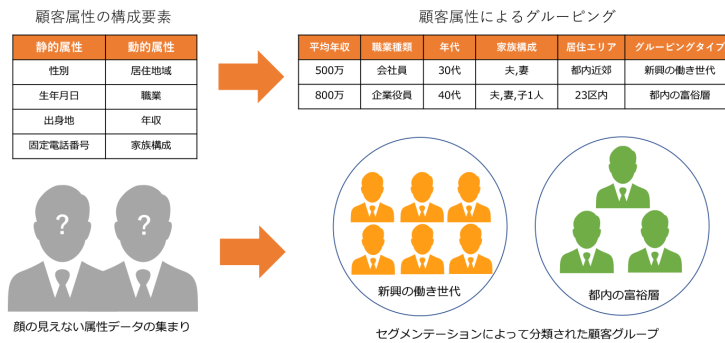 顧客属性の構成要素
静的属性 動的属性
性別 居住地域
生年月日 職業
出身地 年収
固定電話番号 家族構成
? ?
顔の見えない属性データの集まり
顧客属性によるグルーピング
平均年収 職業種類 年代 家族構成 居住エリア グルーピングタイプ
500万 会社員 30代 夫,妻 都内近郊 新興の働き世代
800万 企業役員 40代 夫,妻,子1人 23区内 都内の富俗層
新興の働き世代
都内の富裕層
セグメンテーションによって分類された顧客グループ